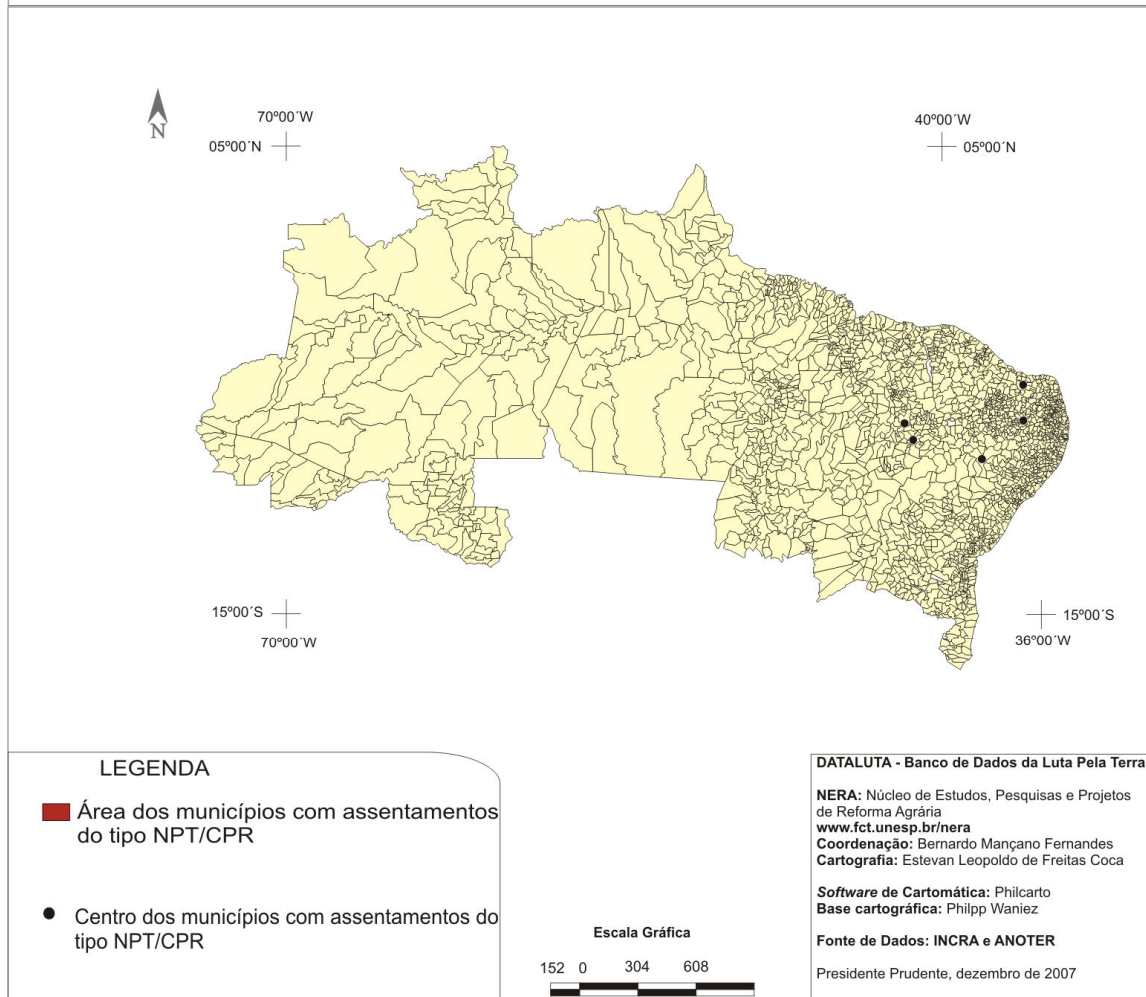 70º00´W
05º00´N
N
40º00´W
05º00´N
15º00´S
70º00´W
15º00´S
36º00´W
LEGENDA
Área dos municípios com assentamentos
do tipo NPT/CPR
Centro dos municípios com assentamentos do
tipo NPT/CPR
Escala Gráfica
152 0 304 608
DATALUTA - Banco de Dados da Luta Pela Terra
NERA: Núcleo de Estudos, Pesquisas e Projetos
de Reforma Agrária
www.fct.unesp.br/nera
Coordenação: Bernardo Mançano Fernandes
Cartografia: Estevan Leopoldo de Freitas Coca
Software de Cartomática: Philcarto
Base cartográfica: Philpp Waniez
Fonte de Dados: INCRA e ANOTER
Presidente Prudente, dezembro de 2007